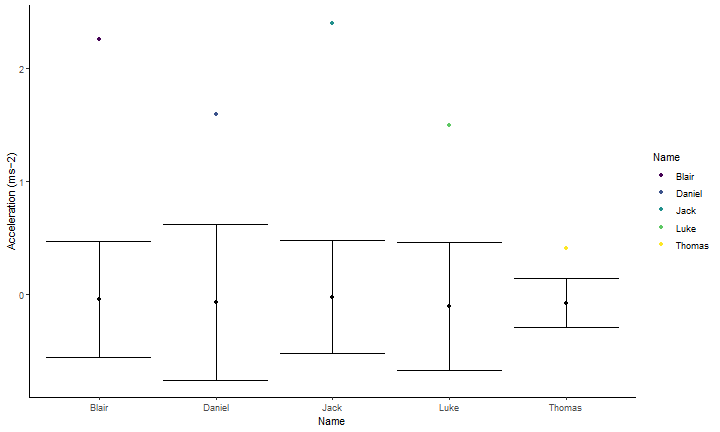 Acceleration (ms−2)
2
1
0
Blair
Daniel
Jack
Luke
Thomas
Name
Name
Blair
Daniel
Jack
Luke
Thomas